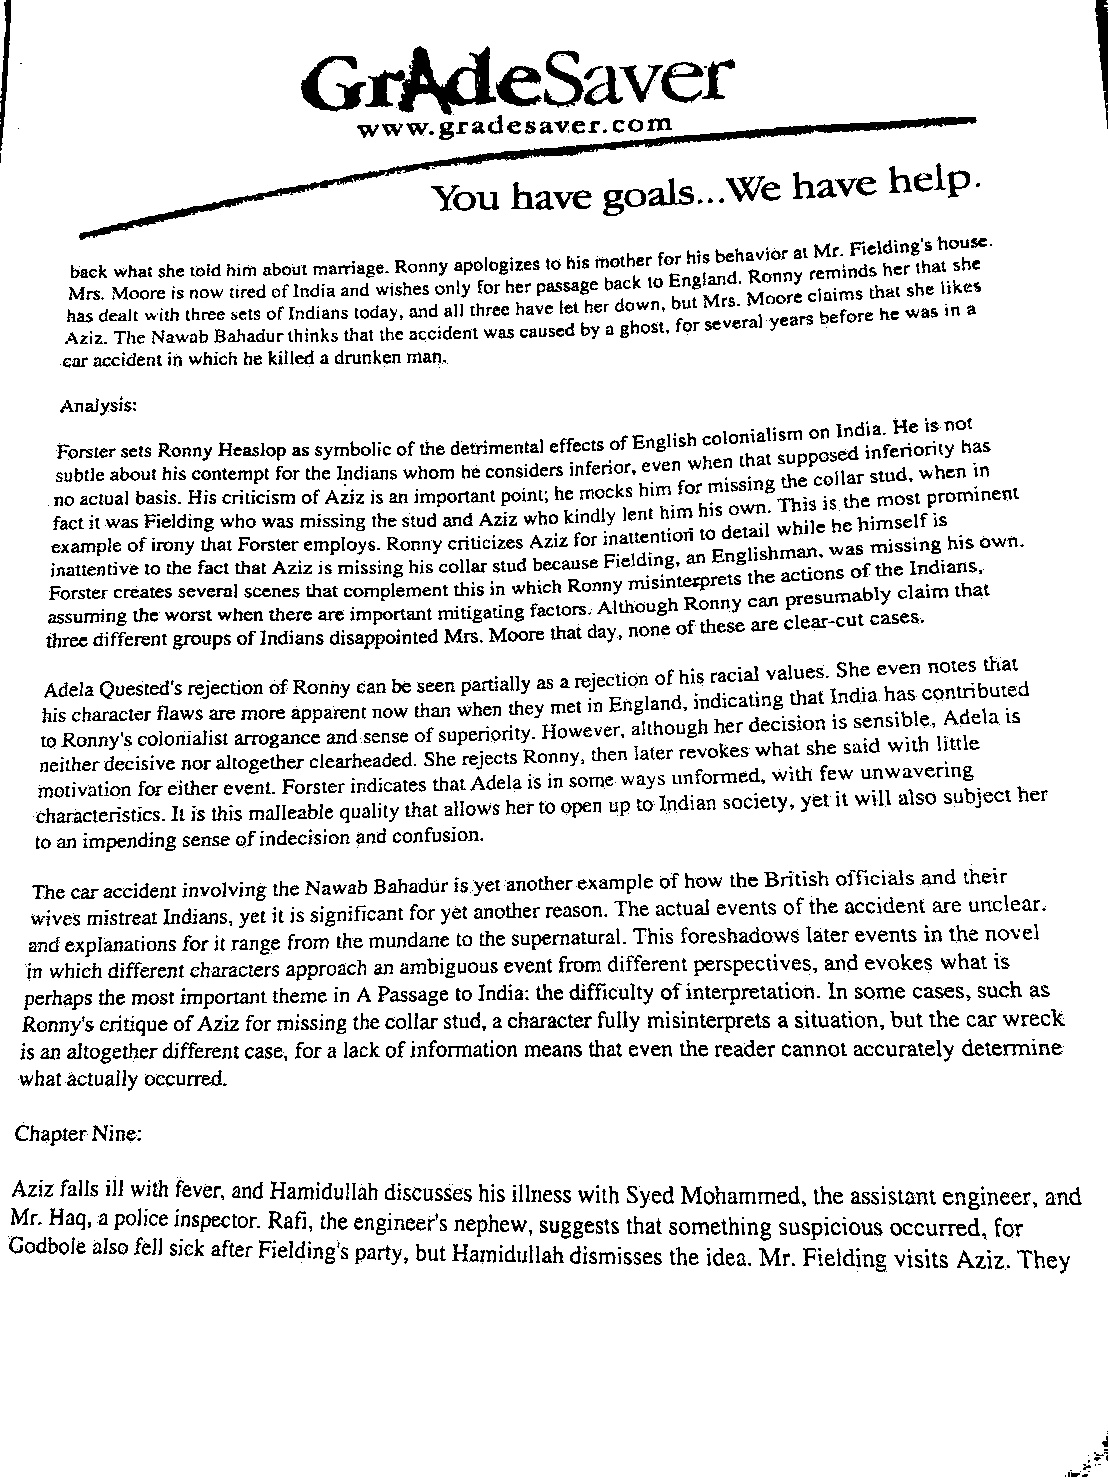 GrAdeSaver
www.gradesaver.com
You have goals...We have help.
back what she told him about marriage. Ronny apologizes to his mother for his behavior at Mr. Fielding's house.
Mrs. Moore is now tired of India and wishes only for her passage back to England. Ronny reminds her that she
has dealt with three sets of Indians today, and all three have let her down, but Mrs. Moore claims that she likes
Aziz. The Nawab Bahadur thinks that the accident was caused by a ghost, for several years before he was in a
car accident in which he killed a drunken man.
Analysis:
Forster sets Ronny Heaslop as symbolic of the detrimental effects of English colonialism on India. He is not
subtle about his contempt for the Indians whom he considers inferior, even when that supposed inferiority has
no actual basis. His criticism of Aziz is an important point; he mocks him for missing the collar stud, when in
fact it was Fielding who was missing the stud and Aziz who kindly lent him his own. This is the most prominent
example of irony that Forster employs. Ronny criticizes Aziz for inattention to detail while he himself is
inattentive to the fact that Aziz is missing his collar stud because Fielding, an Englishman, was missing his own.
Forster creates several scenes that complement this in which Ronny misinterprets the actions of the Indians,
assuming the worst when there are important mitigating factors. Although Ronny can presumably claim that
three different groups of Indians disappointed Mrs. Moore that day, none of these are clear-cut cases.
Adela Quested's rejection of Ronny can be seen partially as a rejection of his racial values. She even notes that
his character flaws are more apparent now than when they met in England, indicating that India has contributed
to Ronny's colonialist arrogance and sense of superiority. However, although her decision is sensible, Adela is
neither decisive nor altogether clearheaded. She rejects Ronny, then later revokes what she said with little
motivation for either event. Forster indicates that Adela is in some ways unformed, with few unwavering
characteristics. It is this malleable quality that allows her to open up to Indian society, yet it will also subject her
to an impending sense of indecision and confusion.
The car accident involving the Nawab Bahadur is yet another example of how the British officials and their
wives mistreat Indians, yet it is significant for yet another reason. The actual events of the accident are unclear.
and explanations for it range from the mundane to the supernatural. This foreshadows later events in the novel
in which different characters approach an ambiguous event from different perspectives, and evokes what is
perhaps the most important theme in A Passage to India: the difficulty of interpretation. In some cases, such as
Ronny's critique of Aziz for missing the collar stud, a character fully misinterprets a situation, but the car wreck
is an altogether different case, for a lack of information means that even the reader cannot accurately determine
what actually occurred.
Chapter Nine:
Aziz falls ill with fever, and Hamidullah discusses his illness with Syed Mohammed, the assistant engineer, and
Mr. Haq, a police inspector. Rafi, the engineer's nephew, suggests that something suspicious occurred, for
Godbole also fell sick after Fielding's party, but Hamidullah dismisses the idea. Mr. Fielding visits Aziz. They